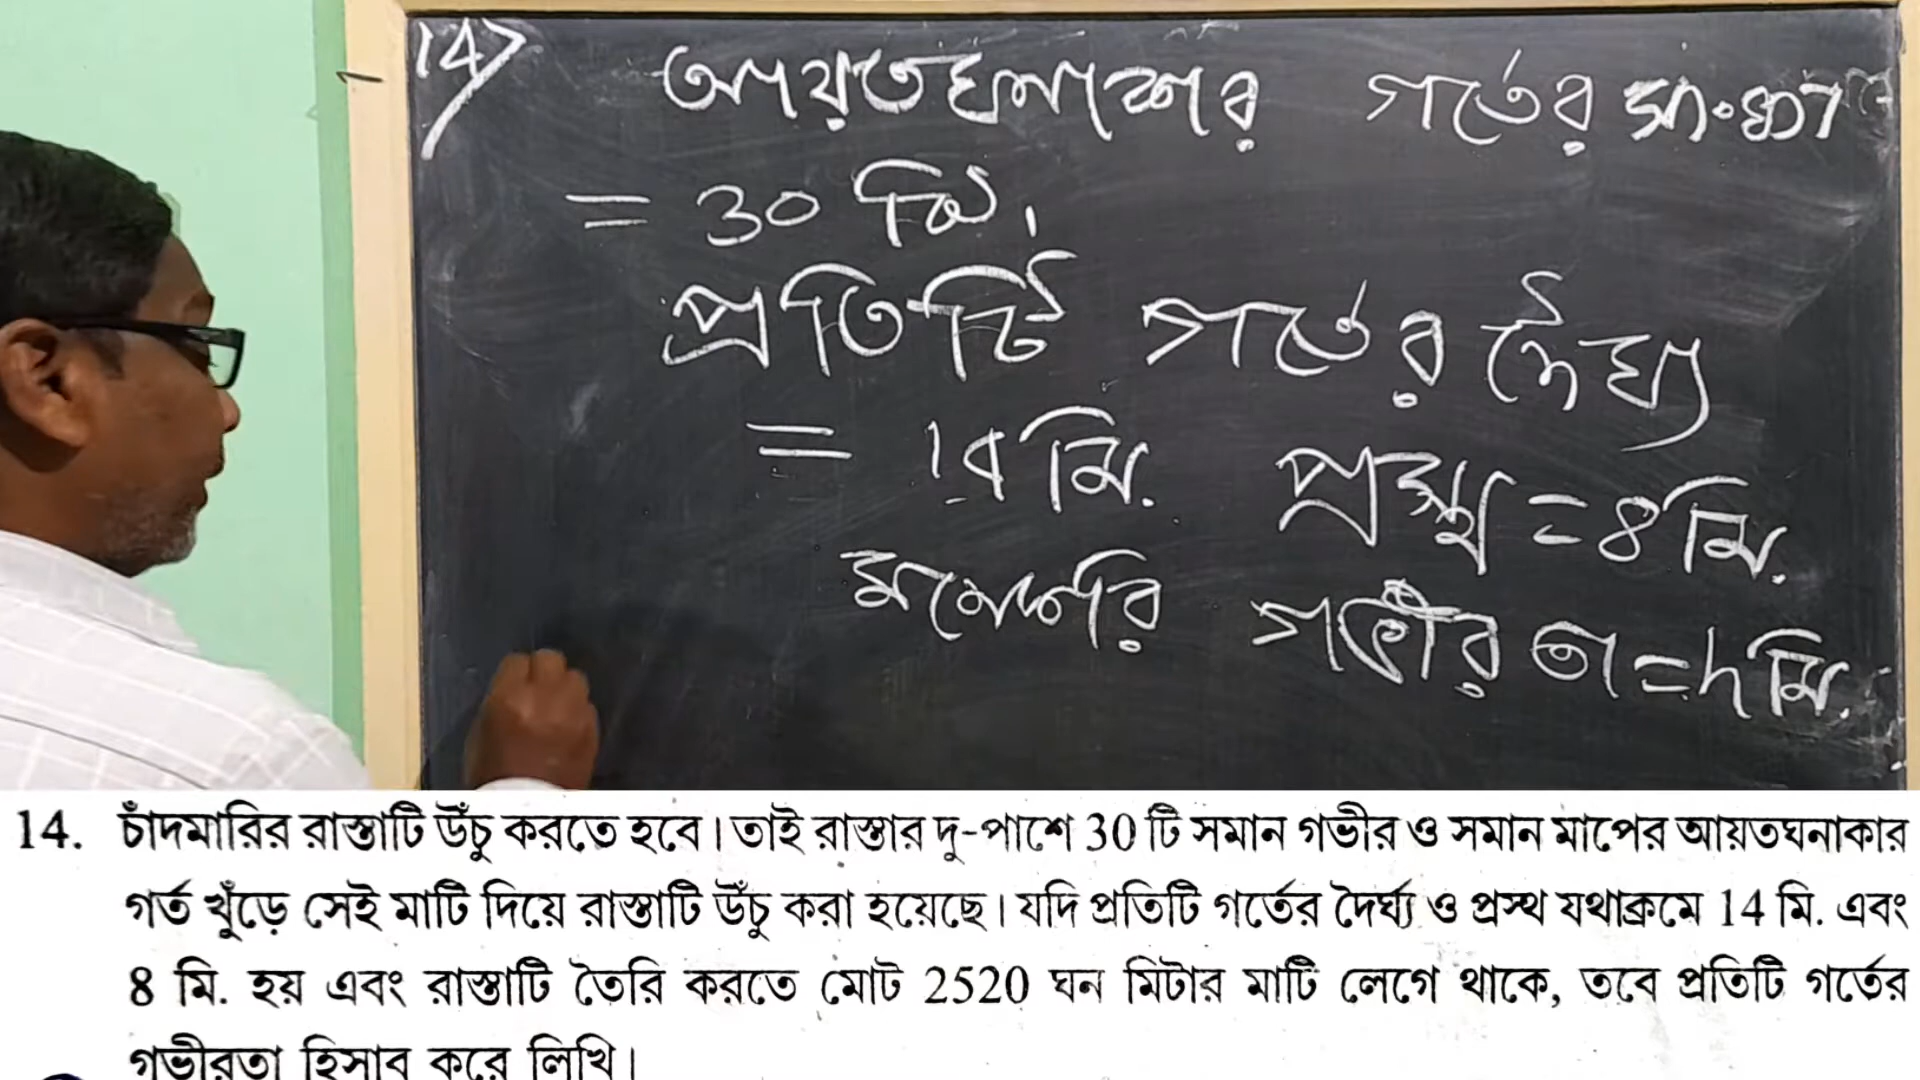 14) আয়তঘনাকার গর্তের সংখ্যা
= 30 টি.
প্রতিটি গর্তের দৈর্ঘ্য
= 14 মি. প্রস্থ = 8 মি.
মনেকরি গভীরতা = h মি.
14. চাঁদমারির রাস্তাটি উঁচু করতে হবে। তাই রাস্তার দু-পাশে 30 টি সমান গভীর ও সমান মাপের আয়তঘনাকার
গর্ত খুঁড়ে সেই মাটি দিয়ে রাস্তাটি উঁচু করা হয়েছে। যদি প্রতিটি গর্তের দৈর্ঘ্য ও প্রস্থ যথাক্রমে 14 মি. এবং
8 মি. হয় এবং রাস্তাটি তৈরি করতে মোট 2520 ঘন মিটার মাটি লেগে থাকে, তবে প্রতিটি গর্তের
গভীরতা হিসাব করে লিখি।